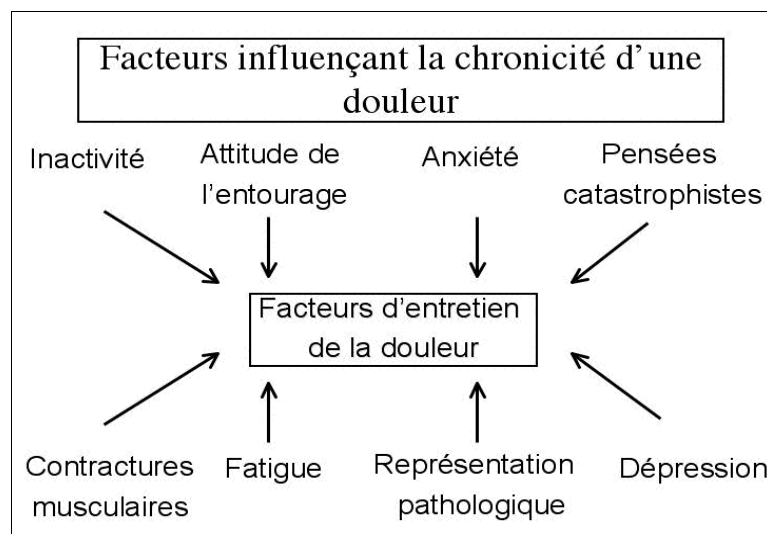 Facteurs influençant la chronicité d’une
douleur
Inactivité
Attitude de
l’entourage
Anxiété
Pensées
catastrophistes
Facteurs d’entretien
de la douleur
Contractures
musculaires
Fatigue
Représentation
pathologique
Dépression